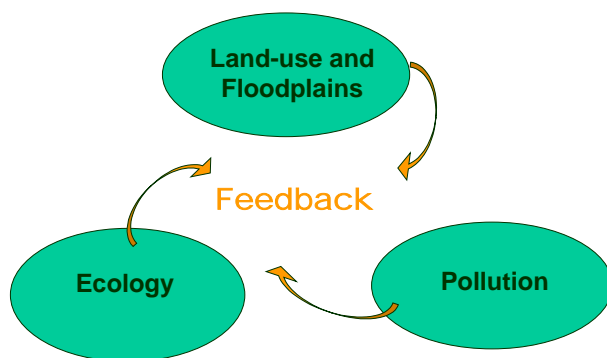 Land-use and
Floodplains
Feedback
Ecology
Pollution